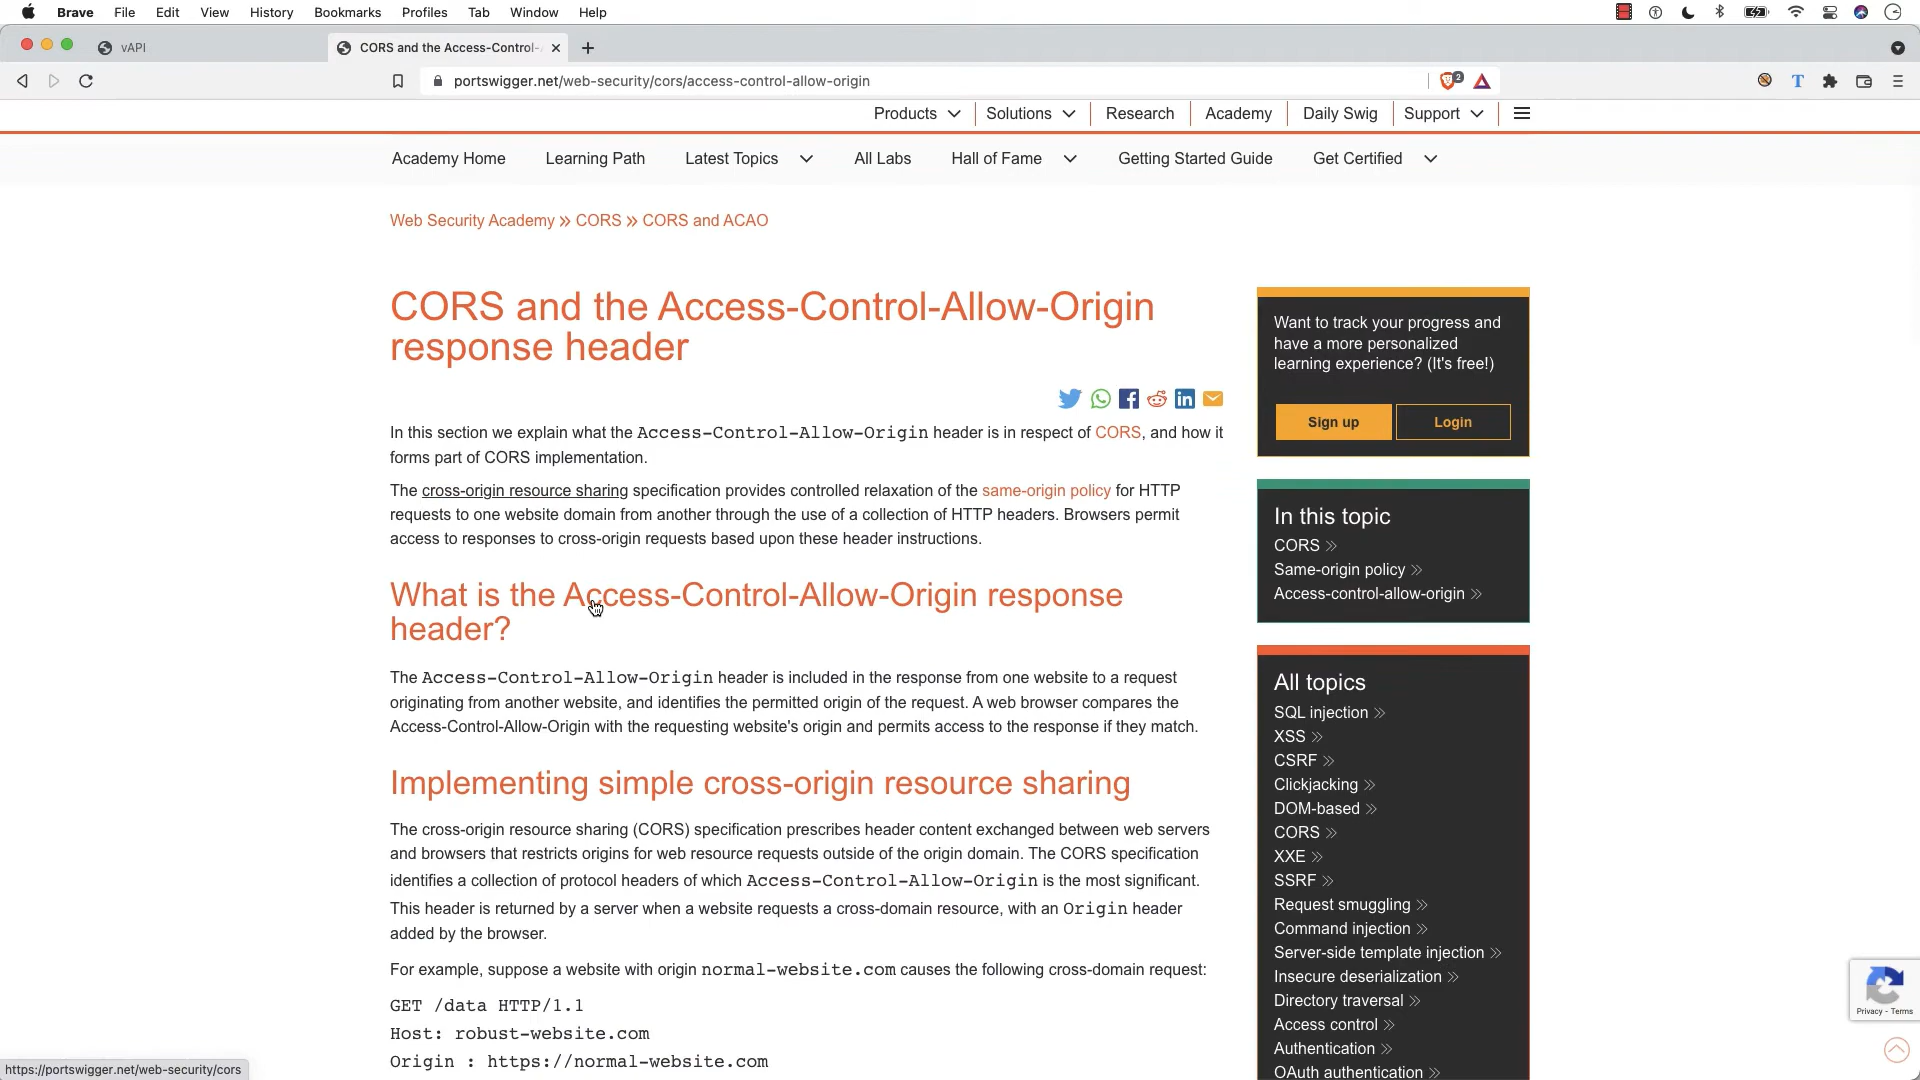 Brave File Edit View History Bookmarks Profiles Tab Window Help
vAPI
CORS and the Access-Control-
portswigger.net/web-security/cors/access-control-allow-origin
2
Products
Solutions
Research
Academy
Daily Swig
Support
Academy Home
Learning Path
Latest Topics
All Labs
Hall of Fame
Getting Started Guide
Get Certified
Web Security Academy » CORS » CORS and ACAO
CORS and the Access-Control-Allow-Origin
response header
In this section we explain what the Access-Control-Allow-Origin header is in respect of CORS, and how it
forms part of CORS implementation.
The cross-origin resource sharing specification provides controlled relaxation of the same-origin policy for HTTP
requests to one website domain from another through the use of a collection of HTTP headers. Browsers permit
access to responses to cross-origin requests based upon these header instructions.
What is the Access-Control-Allow-Origin response
header?
The Access-Control-Allow-Origin header is included in the response from one website to a request
originating from another website, and identifies the permitted origin of the request. A web browser compares the
Access-Control-Allow-Origin with the requesting website's origin and permits access to the response if they match.
Implementing simple cross-origin resource sharing
The cross-origin resource sharing (CORS) specification prescribes header content exchanged between web servers
and browsers that restricts origins for web resource requests outside of the origin domain. The CORS specification
identifies a collection of protocol headers of which Access-Control-Allow-Origin is the most significant.
This header is returned by a server when a website requests a cross-domain resource, with an Origin header
added by the browser.
For example, suppose a website with origin normal-website.com causes the following cross-domain request:
GET /data HTTP/1.1
Host: robust-website.com
Origin : https://normal-website.com
Want to track your progress and
have a more personalized
learning experience? (It's free!)
Sign up
Login
In this topic
CORS »
Same-origin policy »
Access-control-allow-origin »
All topics
SQL injection »
XSS »
CSRF »
Clickjacking »
DOM-based »
CORS »
XXE »
SSRF »
Request smuggling »
Command injection »
Server-side template injection »
Insecure deserialization »
Directory traversal »
Access control »
Authentication »
OAuth authentication »
Privacy - Terms
https://portswigger.net/web-security/cors